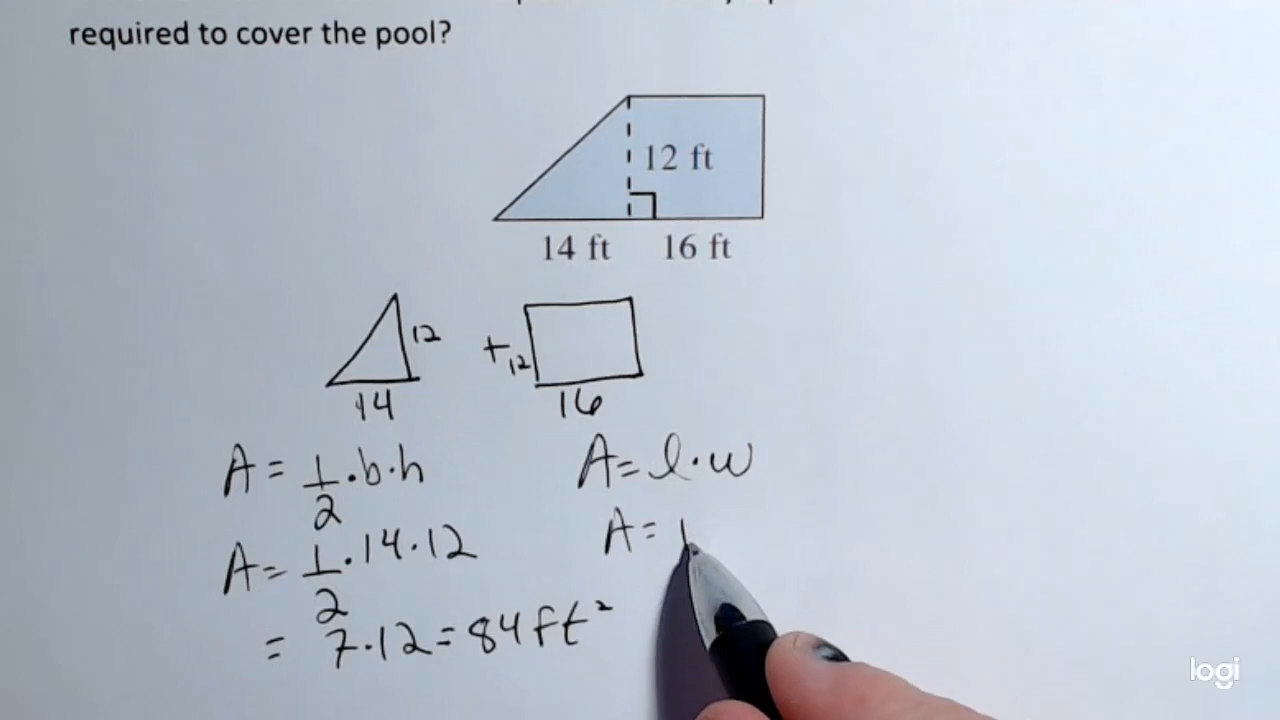 required to cover the pool?
12 ft
14 ft 16 ft
12 + 12
14 16
A = 1/2 · b · h A = l · w
A = 1/2 · 14 · 12 A = 1
= 7 · 12 = 84 ft²
logi